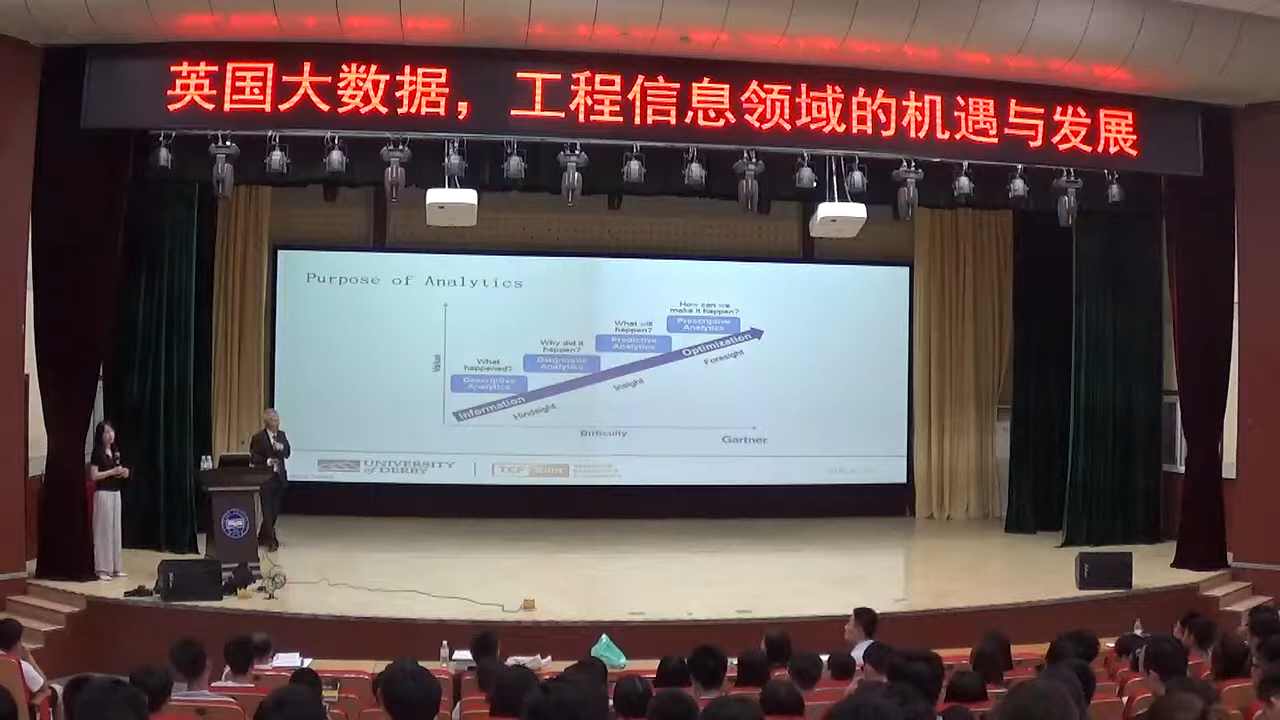 英国大数据，工程信息领域的机遇与发展
Purpose of Analytics
How can we
make it happen?
Prescriptive
Analytics
What will
happen?
Predictive
Analytics
Why did it
happen?
Diagnostic
Analytics
What
happened?
Descriptive
Analytics
Value
Optimization
Foresight
Insight
Information
Hindsight
Difficulty
Gartner
UNIVERSITY
of DERBY
TEF Gold